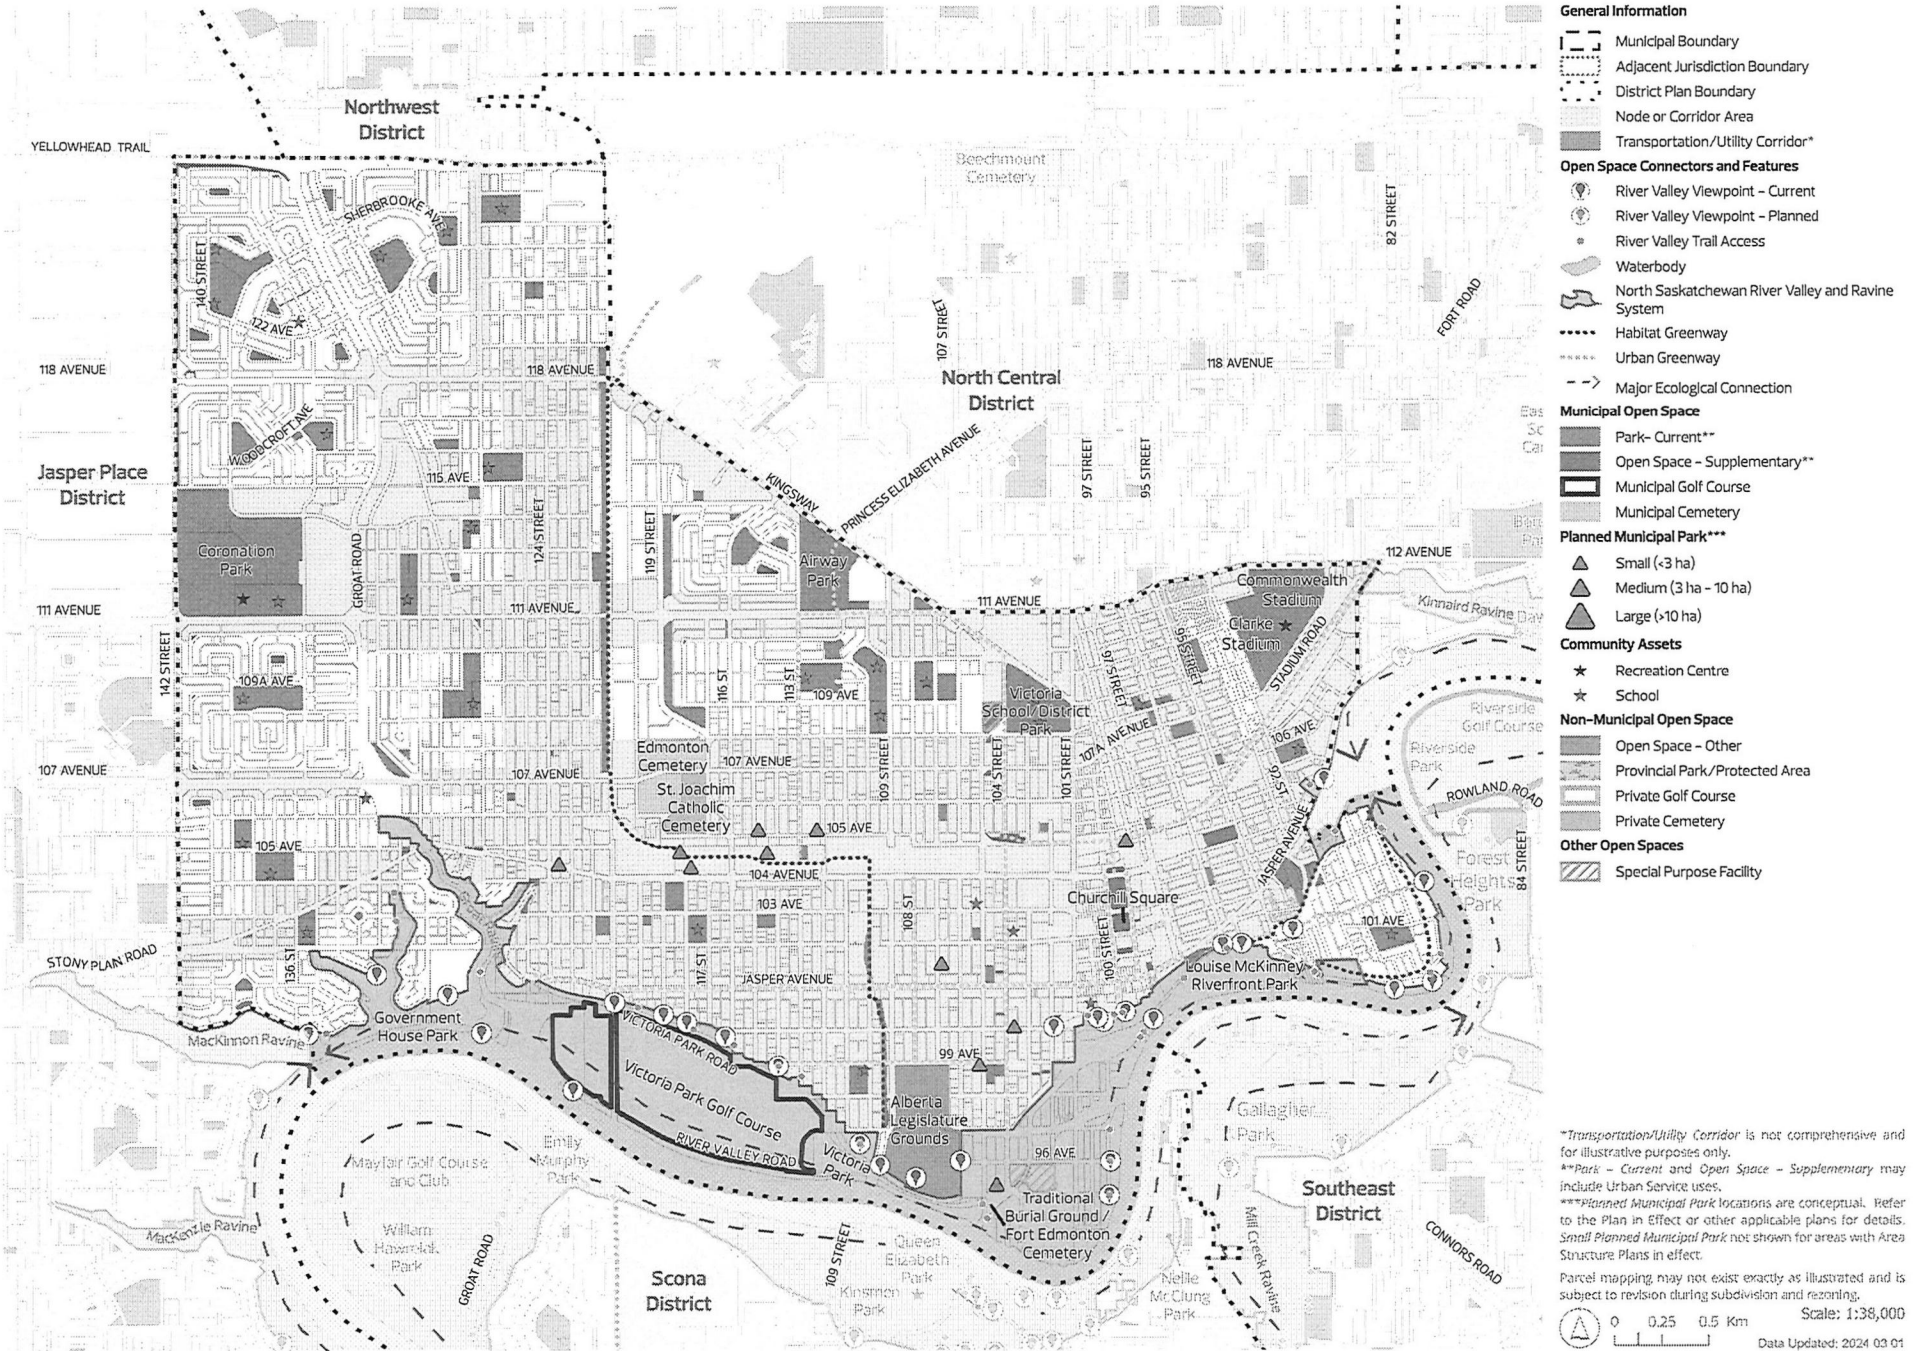 Northwest
District
YELLOWHEAD TRAIL
Beechmount
Cemetery
SHERBROOKE AVE
140 STREET
82 STREET
122 AVE
107 STREET
FORT ROAD
118 AVENUE
118 AVENUE
118 AVENUE
North Central
District
WOODCROFT AVE
Jasper Place
District
115 AVE
KINGSWAY
PRINCESS ELIZABETH AVENUE
97 STREET
95 STREET
124 STREET
119 STREET
GROAT ROAD
Coronation
Park
Airway
Park
112 AVENUE
Commonwealth
Stadium
Clarke
Stadium
111 AVENUE
111 AVENUE
111 AVENUE
Kinnaird Ravine
142 STREET
109A AVE
116 ST
113 ST
109 AVE
97 STREET
95 STREET
STADIUM ROAD
Victoria
School/District
Park
Riverside
Golf Course
Riverside
Park
107A AVENUE
106 AVE
Edmonton
Cemetery
107 AVENUE
107 AVENUE
107 AVENUE
St. Joachim
Catholic
Cemetery
109 STREET
104 STREET
101 STREET
92 ST
ROWLAND ROAD
105 AVE
105 AVE
JASPER AVENUE
84 STREET
Forest
Heights
Park
104 AVENUE
103 AVE
108 ST
Churchill Square
101 AVE
STONY PLAIN ROAD
136 ST
117 ST
JASPER AVENUE
100 STREET
Louise McKinney
Riverfront Park
Government
House Park
MacKinnon Ravine
VICTORIA PARK ROAD
99 AVE
Victoria Park Golf Course
Alberta
Legislature
Grounds
Gallagher
Park
RIVER VALLEY ROAD
Victoria
Park
96 AVE
Mayfair Golf Course
and Club
Emily
Murphy
Park
Traditional
Burial Ground /
Fort Edmonton
Cemetery
Southeast
District
MacKenzie Ravine
William
Hawrelak
Park
GROAT ROAD
109 STREET
Queen
Elizabeth
Park
Kinsmen
Park
Scona
District
Nellie
McClung
Park
Mill Creek Ravine
CONNORS ROAD
General Information
Municipal Boundary
Adjacent Jurisdiction Boundary
District Plan Boundary
Node or Corridor Area
Transportation/Utility Corridor*
Open Space Connectors and Features
River Valley Viewpoint - Current
River Valley Viewpoint - Planned
River Valley Trail Access
Waterbody
North Saskatchewan River Valley and Ravine
System
Habitat Greenway
Urban Greenway
Major Ecological Connection
Municipal Open Space
Park- Current**
Open Space - Supplementary**
Municipal Golf Course
Municipal Cemetery
Planned Municipal Park***
Small (<3 ha)
Medium (3 ha - 10 ha)
Large (>10 ha)
Community Assets
Recreation Centre
School
Non-Municipal Open Space
Open Space - Other
Provincial Park/Protected Area
Private Golf Course
Private Cemetery
Other Open Spaces
Special Purpose Facility
*Transportation/Utility Corridor is not comprehensive and
for illustrative purposes only.
**Park - Current and Open Space - Supplementary may
include Urban Service uses.
***Planned Municipal Park locations are conceptual. Refer
to the Plan in Effect or other applicable plans for details.
Small Planned Municipal Park not shown for areas with Area
Structure Plans in effect.
Parcel mapping may not exist exactly as illustrated and is
subject to revision during subdivision and rezoning.
Scale: 1:38,000
0 0.25 0.5 Km
Data Updated: 2024 03 01